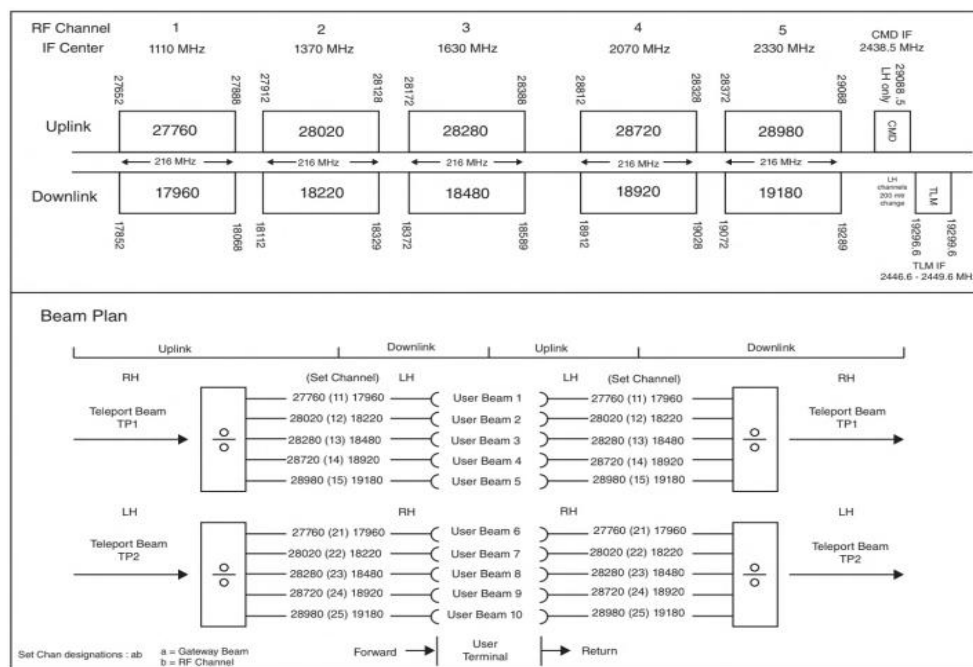 RF Channel 1 2 3 4 5
IF Center 1110 MHz 1370 MHz 1630 MHz 2070 MHz 2330 MHz
CMD IF
2438.5 MHz
27652 27888 27912 28128 28172 28388 28812 28328 28372 29088 29088.5
LH only
Uplink 27760 28020 28280 28720 28980 CMD
216 MHz 216 MHz 216 MHz 216 MHz 216 MHz
Downlink 17960 18220 18480 18920 19180 TLM
LH
channels
change
17852 18068 18112 18329 18372 18589 18912 19028 19072 19289 19296.6 19299.6
TLM IF
2446.6 - 2449.6 MH
Beam Plan
Uplink Downlink Uplink Downlink
RH (Set Channel) LH LH (Set Channel) RH
Teleport Beam
TP1
27760 (11) 17960 User Beam 1 27760 (11) 17960
28020 (12) 18220 User Beam 2 28020 (12) 18220
28280 (13) 18480 User Beam 3 28280 (13) 18480
28720 (14) 18920 User Beam 4 28720 (14) 18920
28980 (15) 19180 User Beam 5 28980 (15) 19180
Teleport Beam
TP1
LH RH RH LH
Teleport Beam
TP2
27760 (21) 17960 User Beam 6 27760 (21) 17960
28020 (22) 18220 User Beam 7 28020 (22) 18220
28280 (23) 18480 User Beam 8 28280 (23) 18480
28720 (24) 18920 User Beam 9 28720 (24) 18920
28980 (25) 19180 User Beam 10 28980 (25) 19180
Teleport Beam
TP2
Set Chan designations : ab
a = Gateway Beam
b = RF Channel
Forward User Return
Terminal